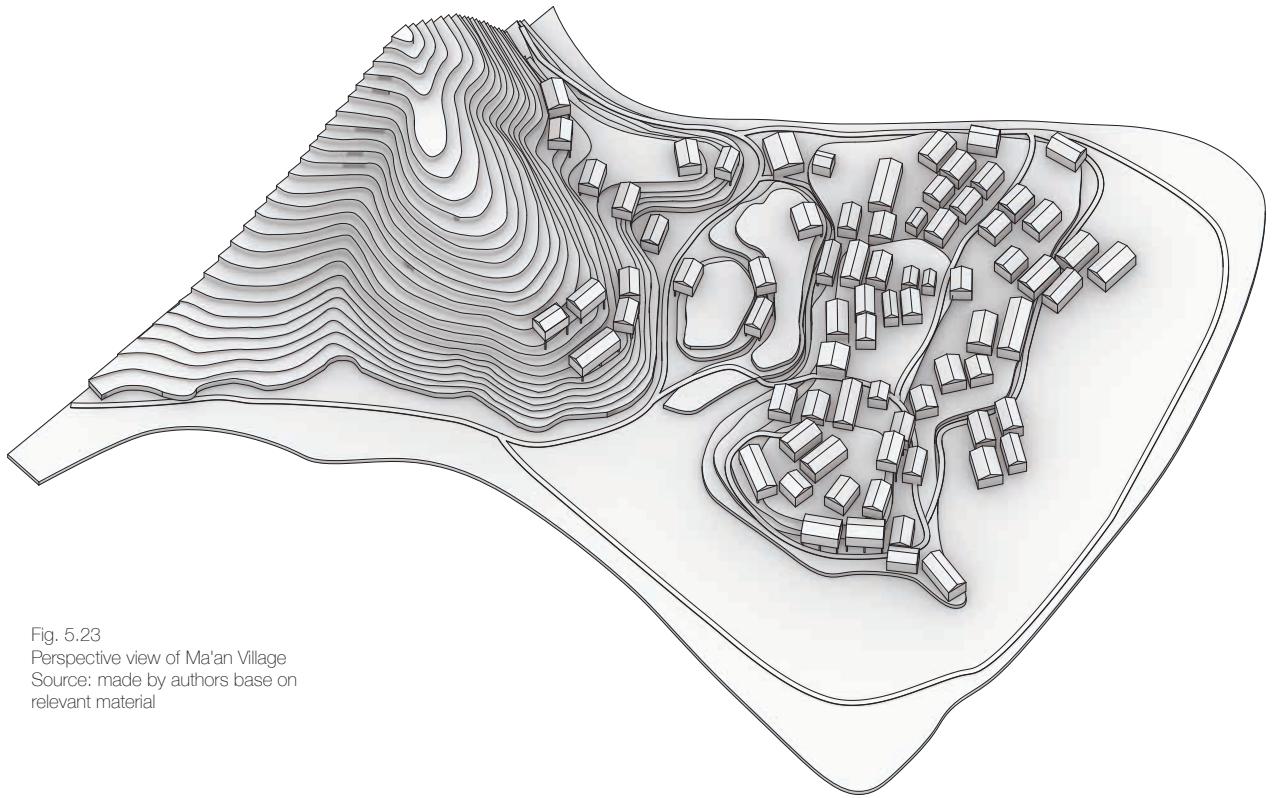 Fig. 5.23
Perspective view of Ma'an Village
Source: made by authors base on
relevant material